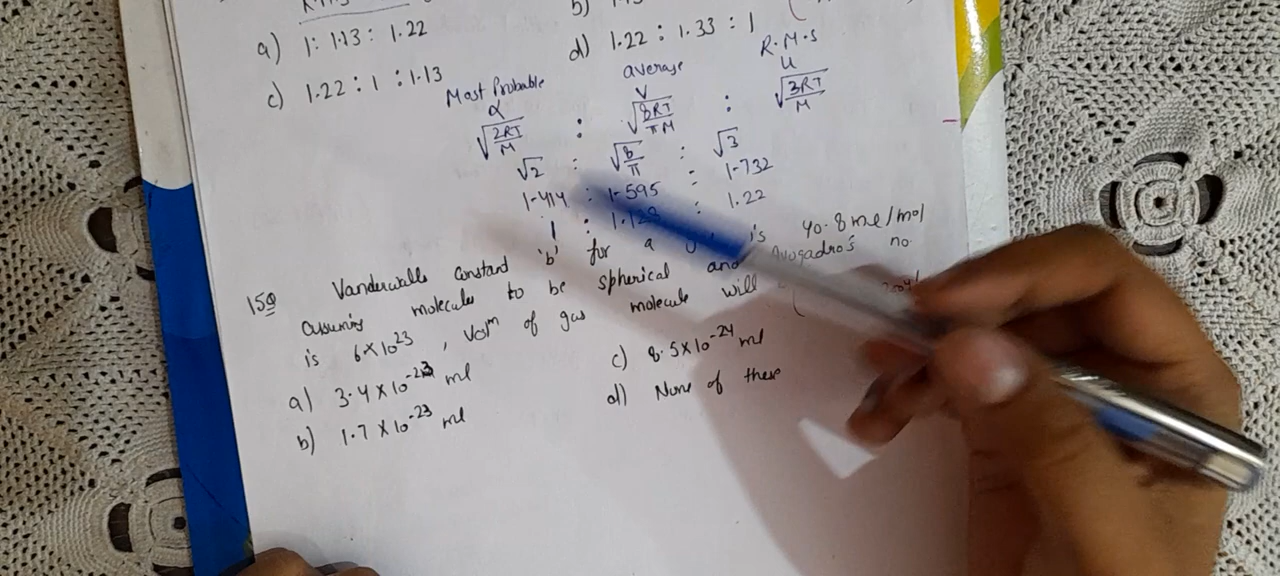 a) 1 : 1.13 : 1.22
d) 1.22 : 1.33 : 1
c) 1.22 : 1 : 1.13
Most Probable average R.M.S
α V U
√2RT/M : √8RT/πM : √3RT/M
√2 : √8/π : √3
1.414 : 1.595 : 1.732
1 : 1.128 : 1.22
15Q Vanderwalls constant 'b' for a is 40.8 ml/mol
assuming molecules to be spherical and Avogadro's no.
is 6×10²³, Volᵐ of gas molecule will
a) 3.4 × 10⁻²³ ml
c) 8.5×10⁻²⁴ ml
b) 1.7 × 10⁻²³ ml
d) None of these